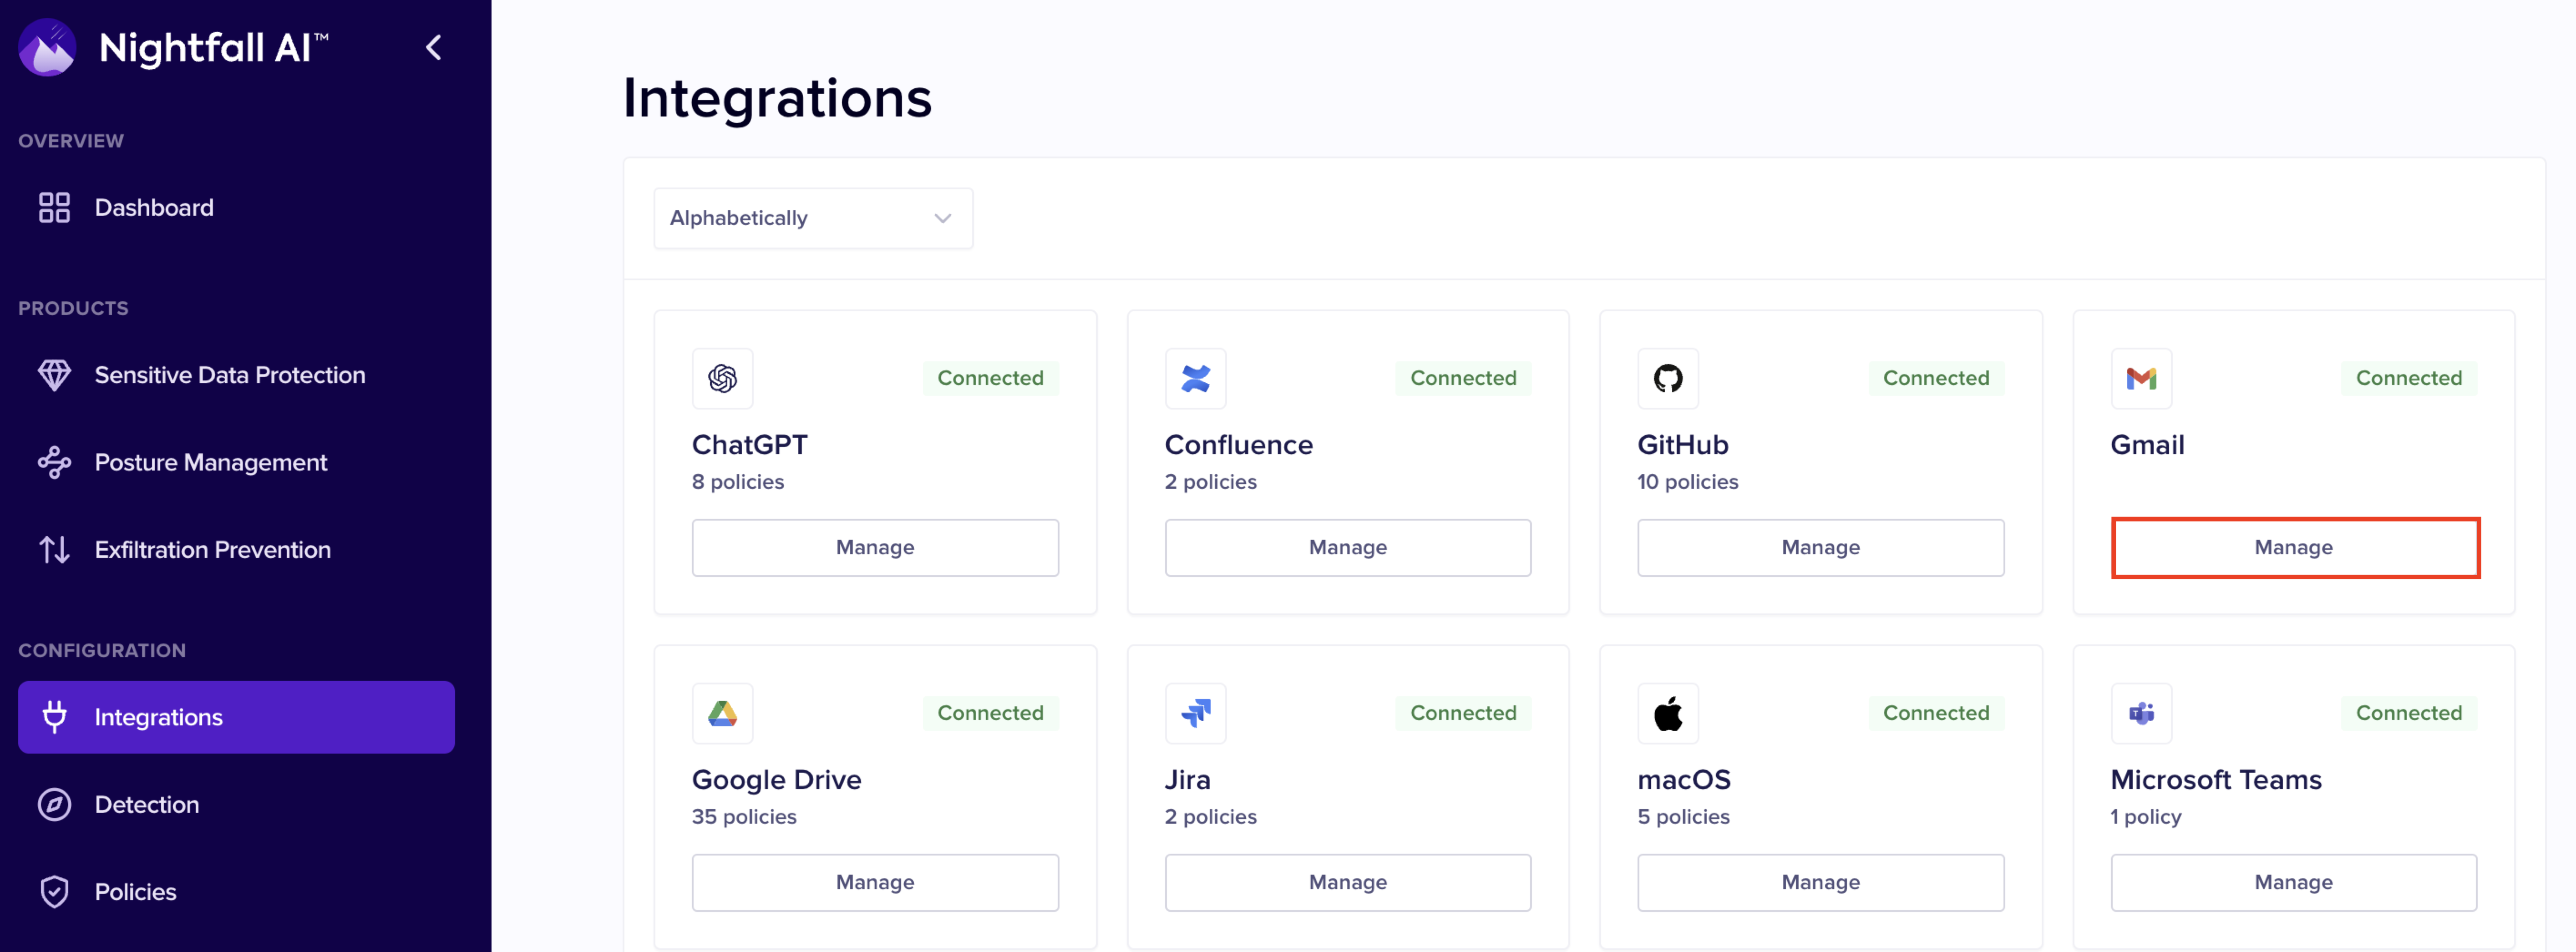 Nightfall AI™
OVERVIEW
Dashboard
PRODUCTS
Sensitive Data Protection
Posture Management
Exfiltration Prevention
CONFIGURATION
Integrations
Detection
Policies
Integrations
Alphabetically
Connected
ChatGPT
8 policies
Manage
Connected
Confluence
2 policies
Manage
Connected
GitHub
10 policies
Manage
Connected
Gmail
Manage
Connected
Google Drive
35 policies
Manage
Connected
Jira
2 policies
Manage
Connected
macOS
5 policies
Manage
Connected
Microsoft Teams
1 policy
Manage